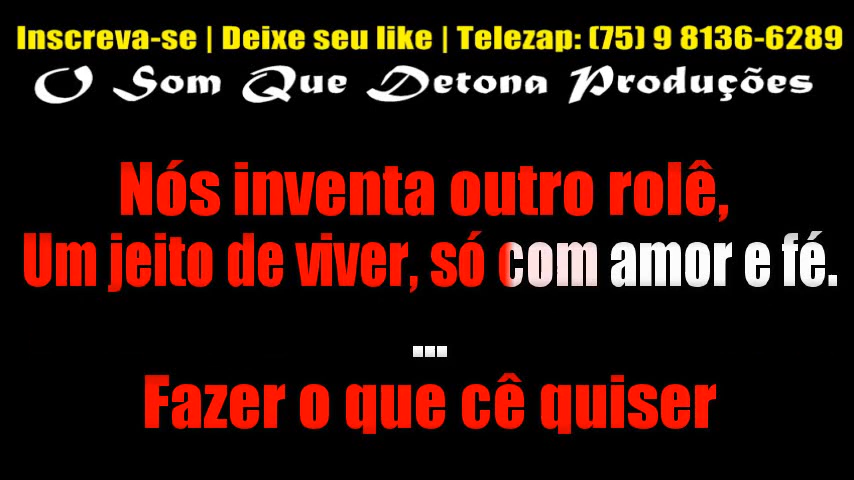 Inscreva-se | Deixe seu like | Telezap: (75) 9 8136-6289
O Som Que Detona Produções
Nós inventa outro rolê,
Um jeito de viver, só com amor e fé.
...
Fazer o que cê quiser